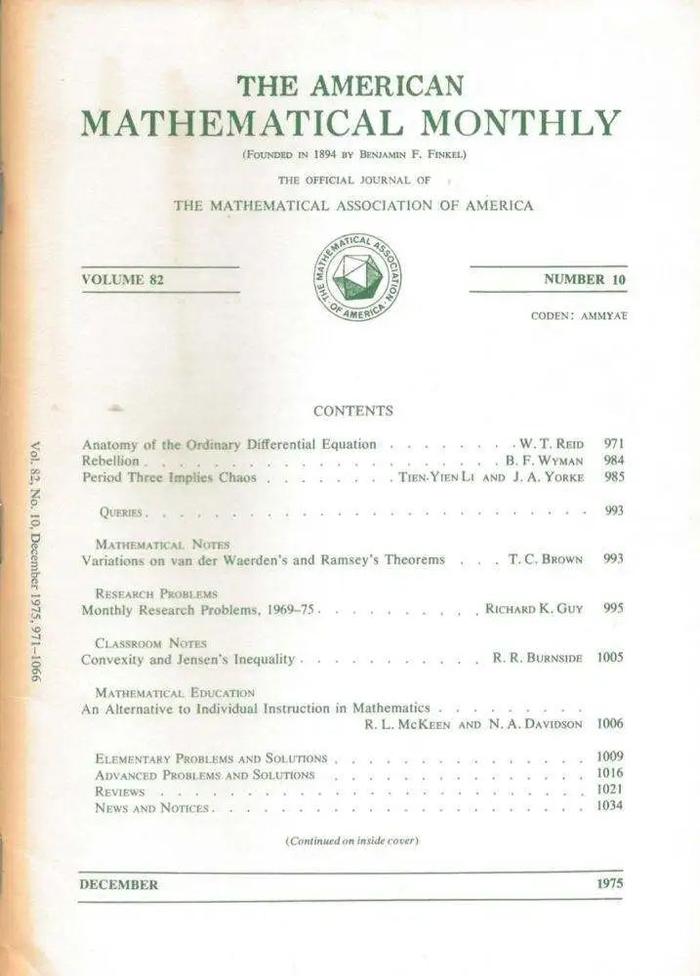 THE AMERICAN
MATHEMATICAL MONTHLY
(FOUNDED IN 1894 BY BENJAMIN F. FINKEL)
THE OFFICIAL JOURNAL OF
THE MATHEMATICAL ASSOCIATION OF AMERICA
THE MATHEMATICAL ASSOCIATION · OF AMERICA ·
VOLUME 82
NUMBER 10
CODEN: AMMYAE
CONTENTS
Anatomy of the Ordinary Differential Equation . . . . . . . . W. T. REID 971
Rebellion . . . . . . . . . . . . . . . . . . . . B. F. WYMAN 984
Period Three Implies Chaos . . . . . . . . TIEN-YIEN LI AND J. A. YORKE 985
QUERIES . . . . . . . . . . . . . . . . . . . . . . . . . . 993
MATHEMATICAL NOTES
Variations on van der Waerden's and Ramsey's Theorems . . . T. C. BROWN 993
RESEARCH PROBLEMS
Monthly Research Problems, 1969–75 . . . . . . . . . . RICHARD K. GUY 995
CLASSROOM NOTES
Convexity and Jensen's Inequality . . . . . . . . . . . R. R. BURNSIDE 1005
MATHEMATICAL EDUCATION
An Alternative to Individual Instruction in Mathematics . . . . . . . . .
R. L. MCKEEN AND N. A. DAVIDSON 1006
ELEMENTARY PROBLEMS AND SOLUTIONS . . . . . . . . . . . . . . . 1009
ADVANCED PROBLEMS AND SOLUTIONS . . . . . . . . . . . . . . . 1016
REVIEWS . . . . . . . . . . . . . . . . . . . . . . . . . 1021
NEWS AND NOTICES . . . . . . . . . . . . . . . . . . . . . . 1034
(Continued on inside cover)
DECEMBER
1975
Vol. 82, No. 10, December 1975, 971–1066